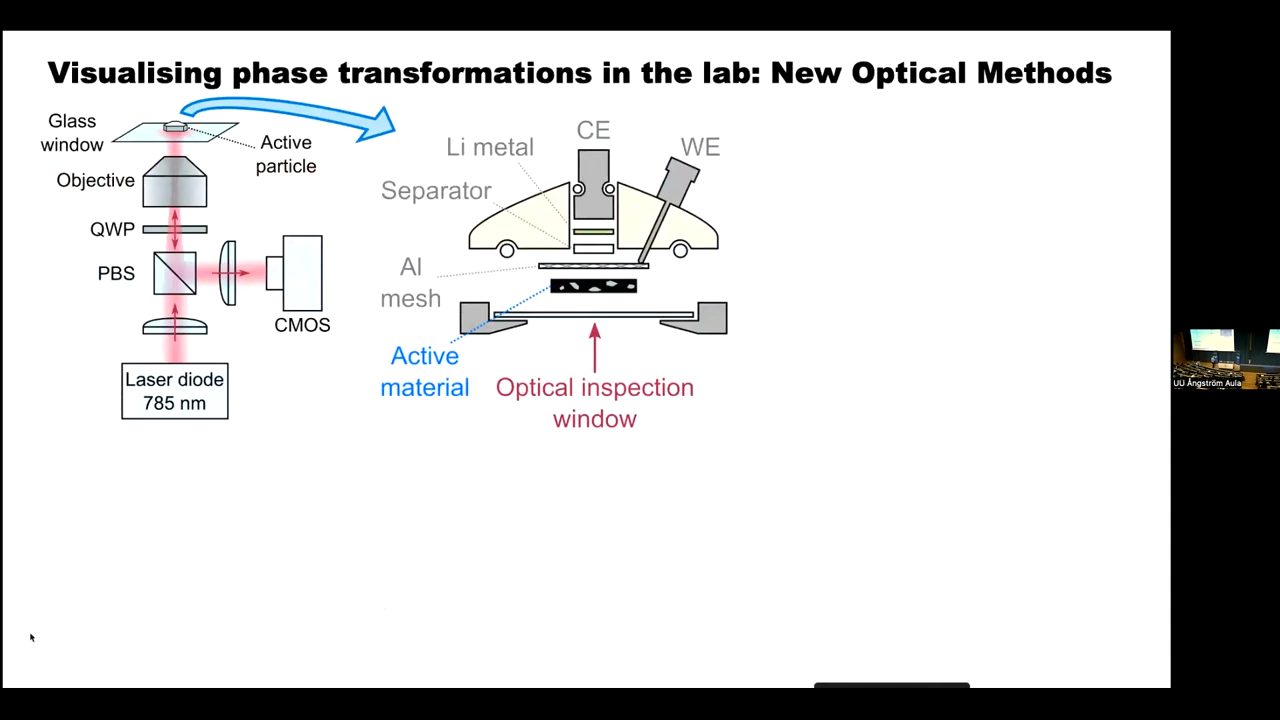 Visualising phase transformations in the lab: New Optical Methods
Glass
window
Active
particle
Objective
QWP
PBS
CMOS
Laser diode
785 nm
CE
WE
Li metal
Separator
Al
mesh
Active
material
Optical inspection
window
UU Ångström Aula